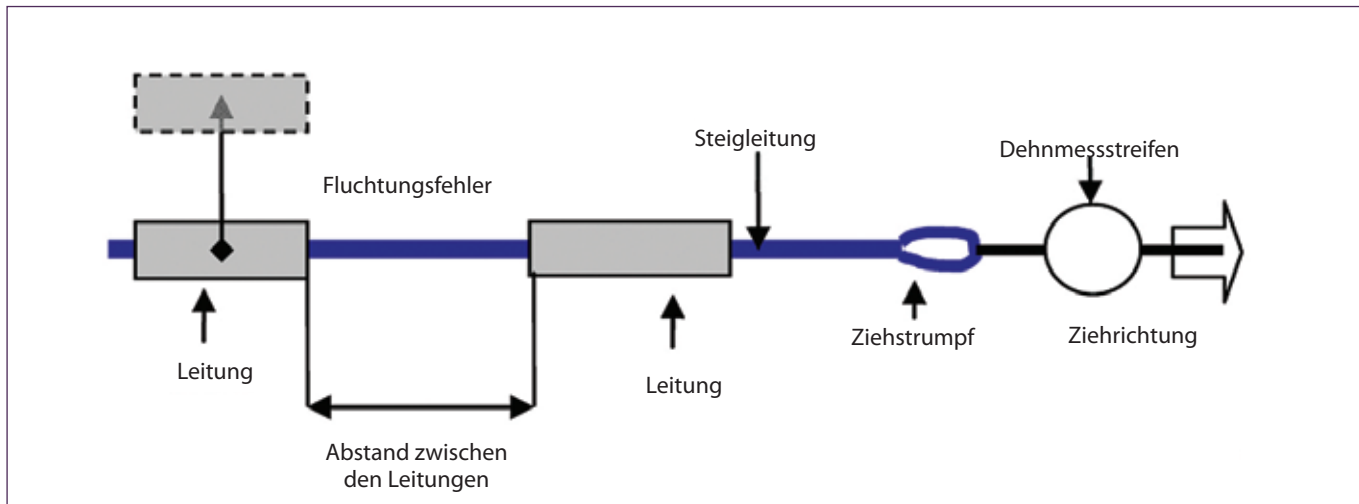 Steigleitung
Dehnmessstreifen
Fluchtungsfehler
Leitung
Leitung
Ziehstrumpf
Ziehrichtung
Abstand zwischen
den Leitungen